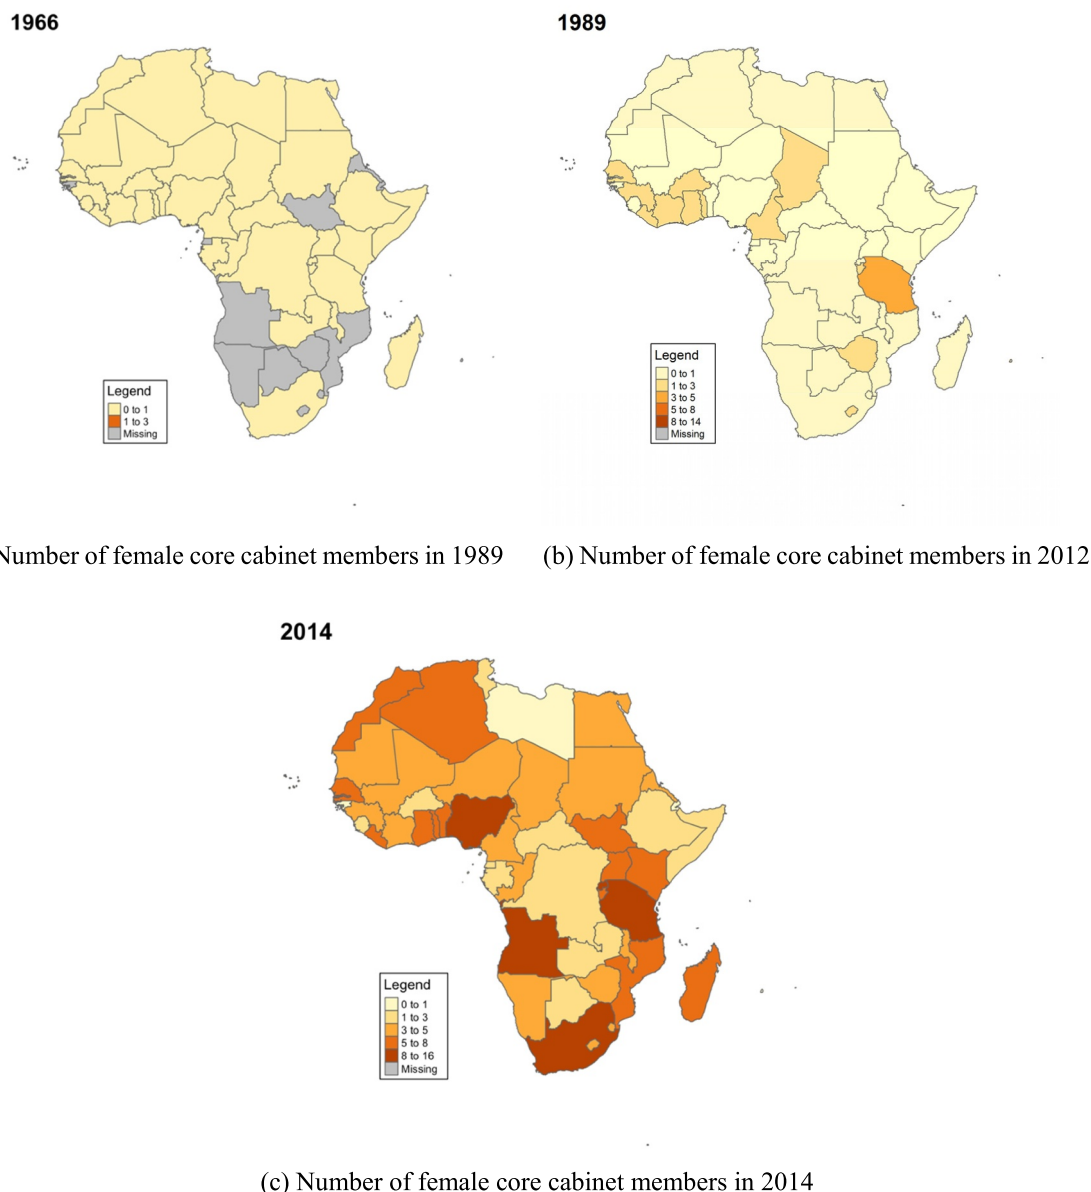 1966
1989
Legend
0 to 1
1 to 3
Missing
Legend
0 to 1
1 to 3
3 to 5
5 to 8
8 to 14
Missing
Number of female core cabinet members in 1989
(b) Number of female core cabinet members in 2012
2014
Legend
0 to 1
1 to 3
3 to 5
5 to 8
8 to 16
Missing
(c) Number of female core cabinet members in 2014